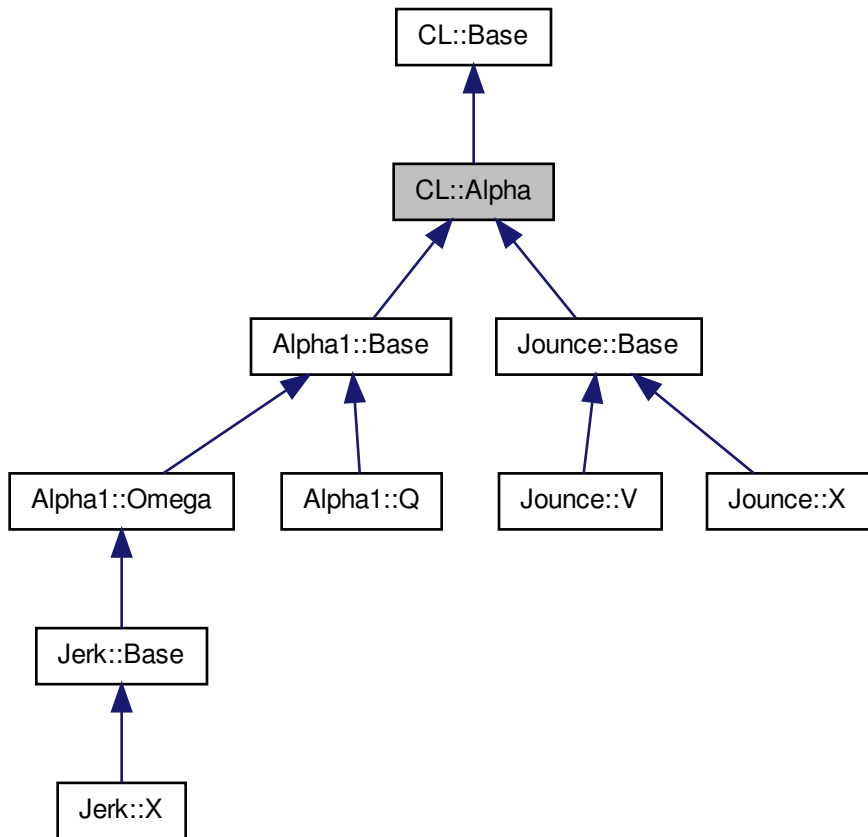 CL::Base
CL::Alpha
Alpha1::Base
Jounce::Base
Alpha1::Omega
Alpha1::Q
Jounce::V
Jounce::X
Jerk::Base
Jerk::X